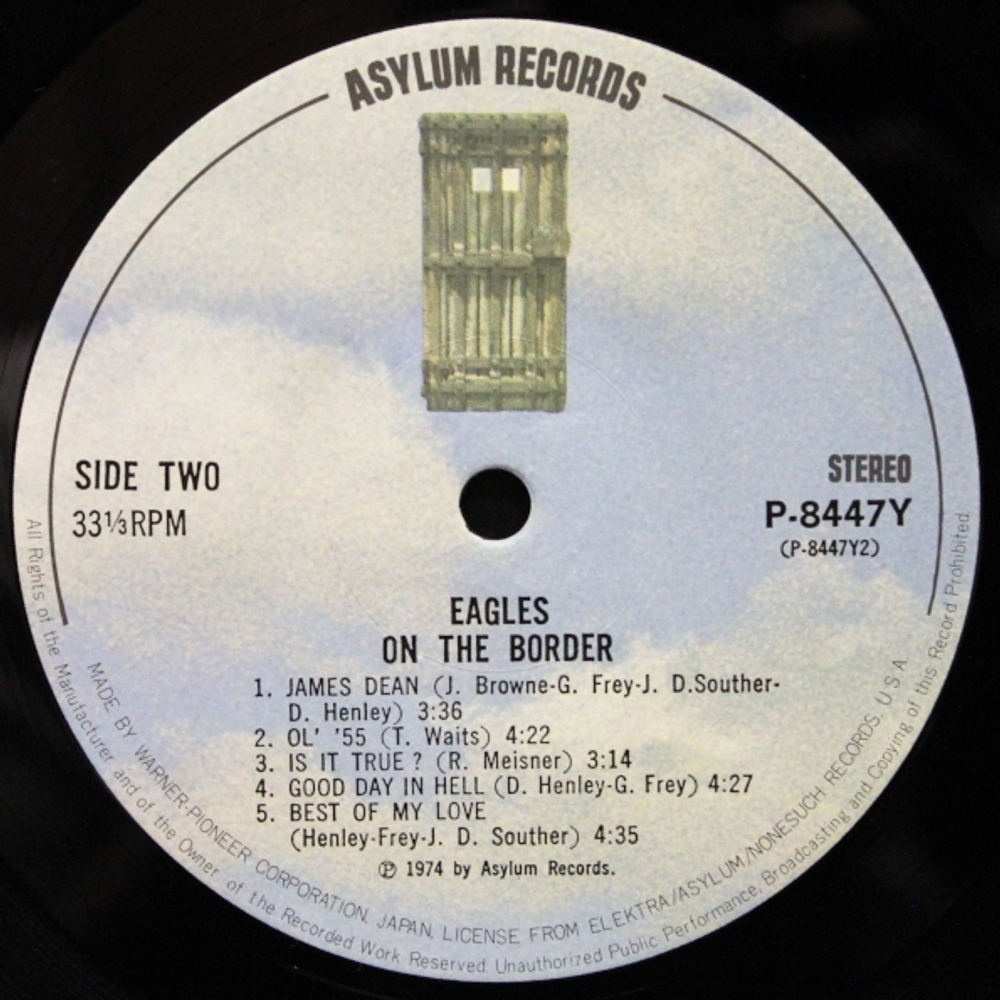 ASYLUM RECORDS
SIDE TWO
33⅓RPM
STEREO
P-8447Y
(P-8447Y2)
EAGLES
ON THE BORDER
1. JAMES DEAN (J. Browne-G. Frey-J. D.Souther-
D. Henley) 3:36
2. OL' '55 (T. Waits) 4:22
3. IS IT TRUE ? (R. Meisner) 3:14
4. GOOD DAY IN HELL (D. Henley-G. Frey) 4:27
5. BEST OF MY LOVE
(Henley-Frey-J. D. Souther) 4:35
℗ 1974 by Asylum Records.
MADE BY WARNER-PIONEER CORPORATION, JAPAN. LICENSE FROM ELEKTRA/ASYLUM/NONESUCH RECORDS. U.S.A.
All Rights of the Manufacturer and of the Owner of the Recorded Work Reserved. Unauthorized Public Performance, Broadcasting and Copying of this Record Prohibited.